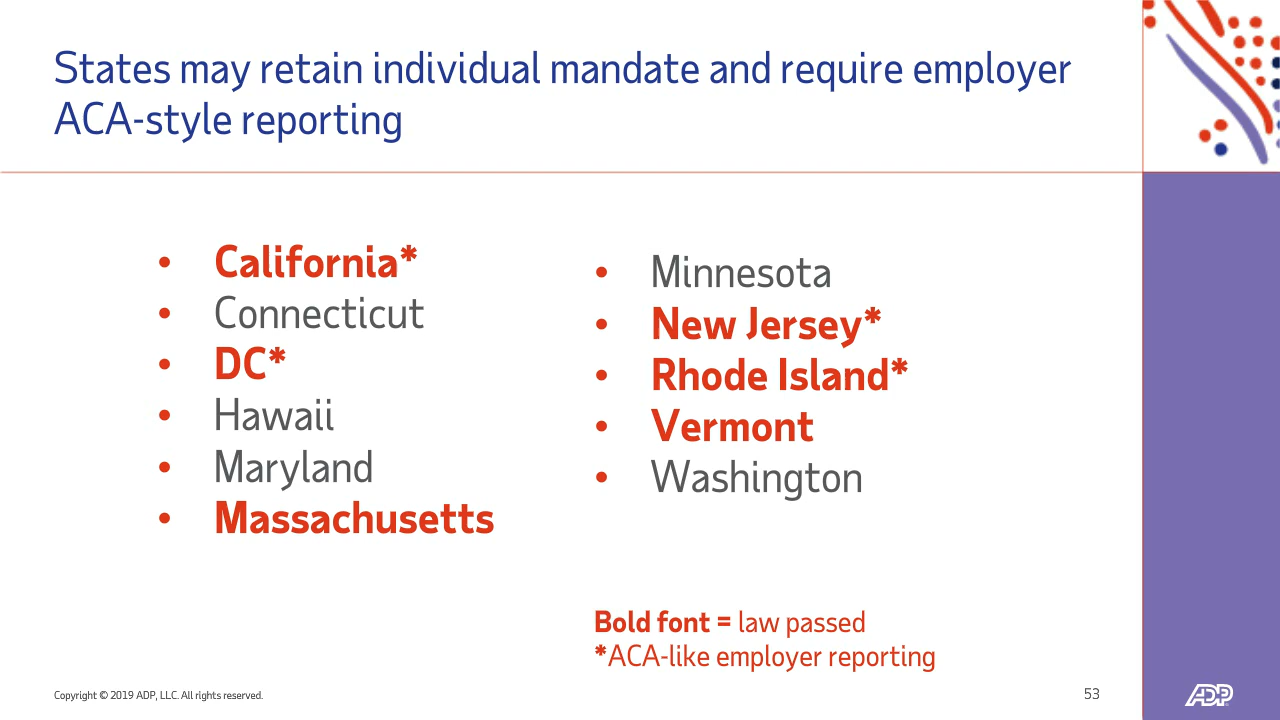 States may retain individual mandate and require employer
ACA-style reporting
• California*
• Connecticut
• DC*
• Hawaii
• Maryland
• Massachusetts
• Minnesota
• New Jersey*
• Rhode Island*
• Vermont
• Washington
Bold font = law passed
*ACA-like employer reporting
Copyright © 2019 ADP, LLC. All rights reserved.
53
ADP